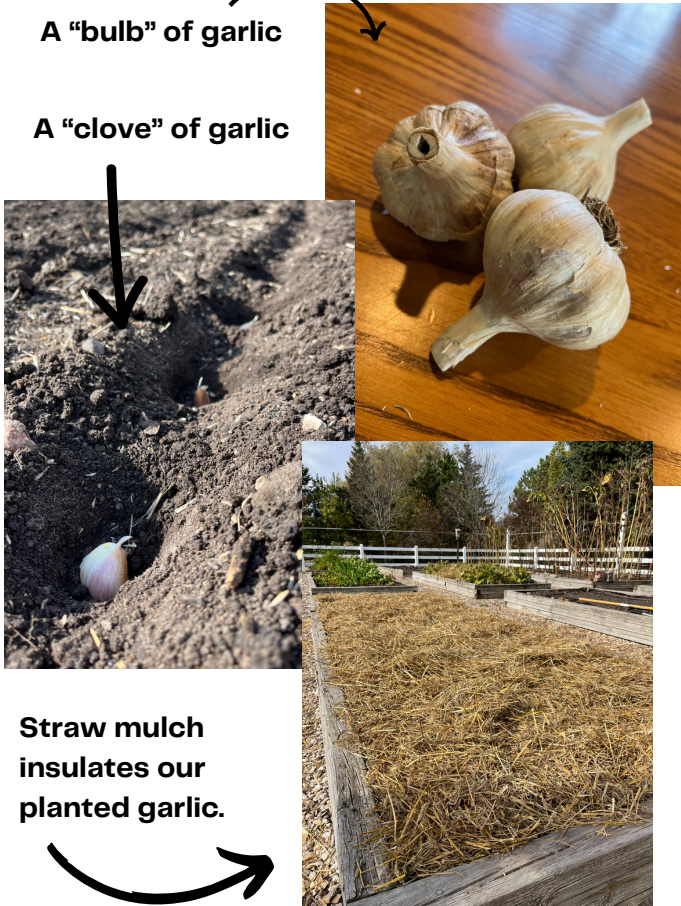 A “bulb” of garlic
A “clove” of garlic
Straw mulch
insulates our
planted garlic.